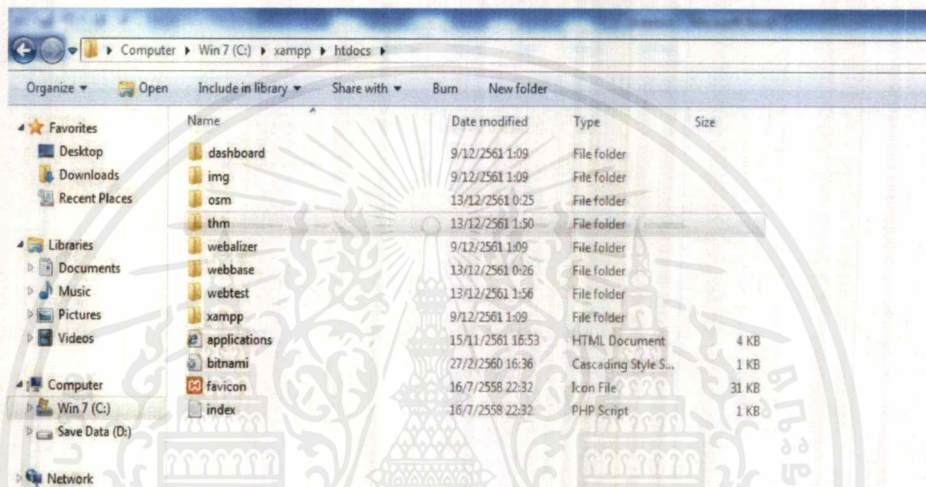 Computer Win 7 (C:) xampp htdocs
Organize Open Include in library Share with Burn New folder
Favorites
Desktop
Downloads
Recent Places
Libraries
Documents
Music
Pictures
Videos
Computer
Win 7 (C:)
Save Data (D:)
Network
Name Date modified Type Size
dashboard 9/12/2561 1:09 File folder
img 9/12/2561 1:09 File folder
osm 13/12/2561 0:25 File folder
thm 13/12/2561 1:50 File folder
webalizer 9/12/2561 1:09 File folder
webbase 13/12/2561 0:26 File folder
webtest 13/12/2561 1:56 File folder
xampp 9/12/2561 1:09 File folder
applications 15/11/2561 16:53 HTML Document 4 KB
bitnami 27/2/2560 16:36 Cascading Style S... 1 KB
favicon 16/7/2558 22:32 Icon File 31 KB
index 16/7/2558 22:32 PHP Script 1 KB